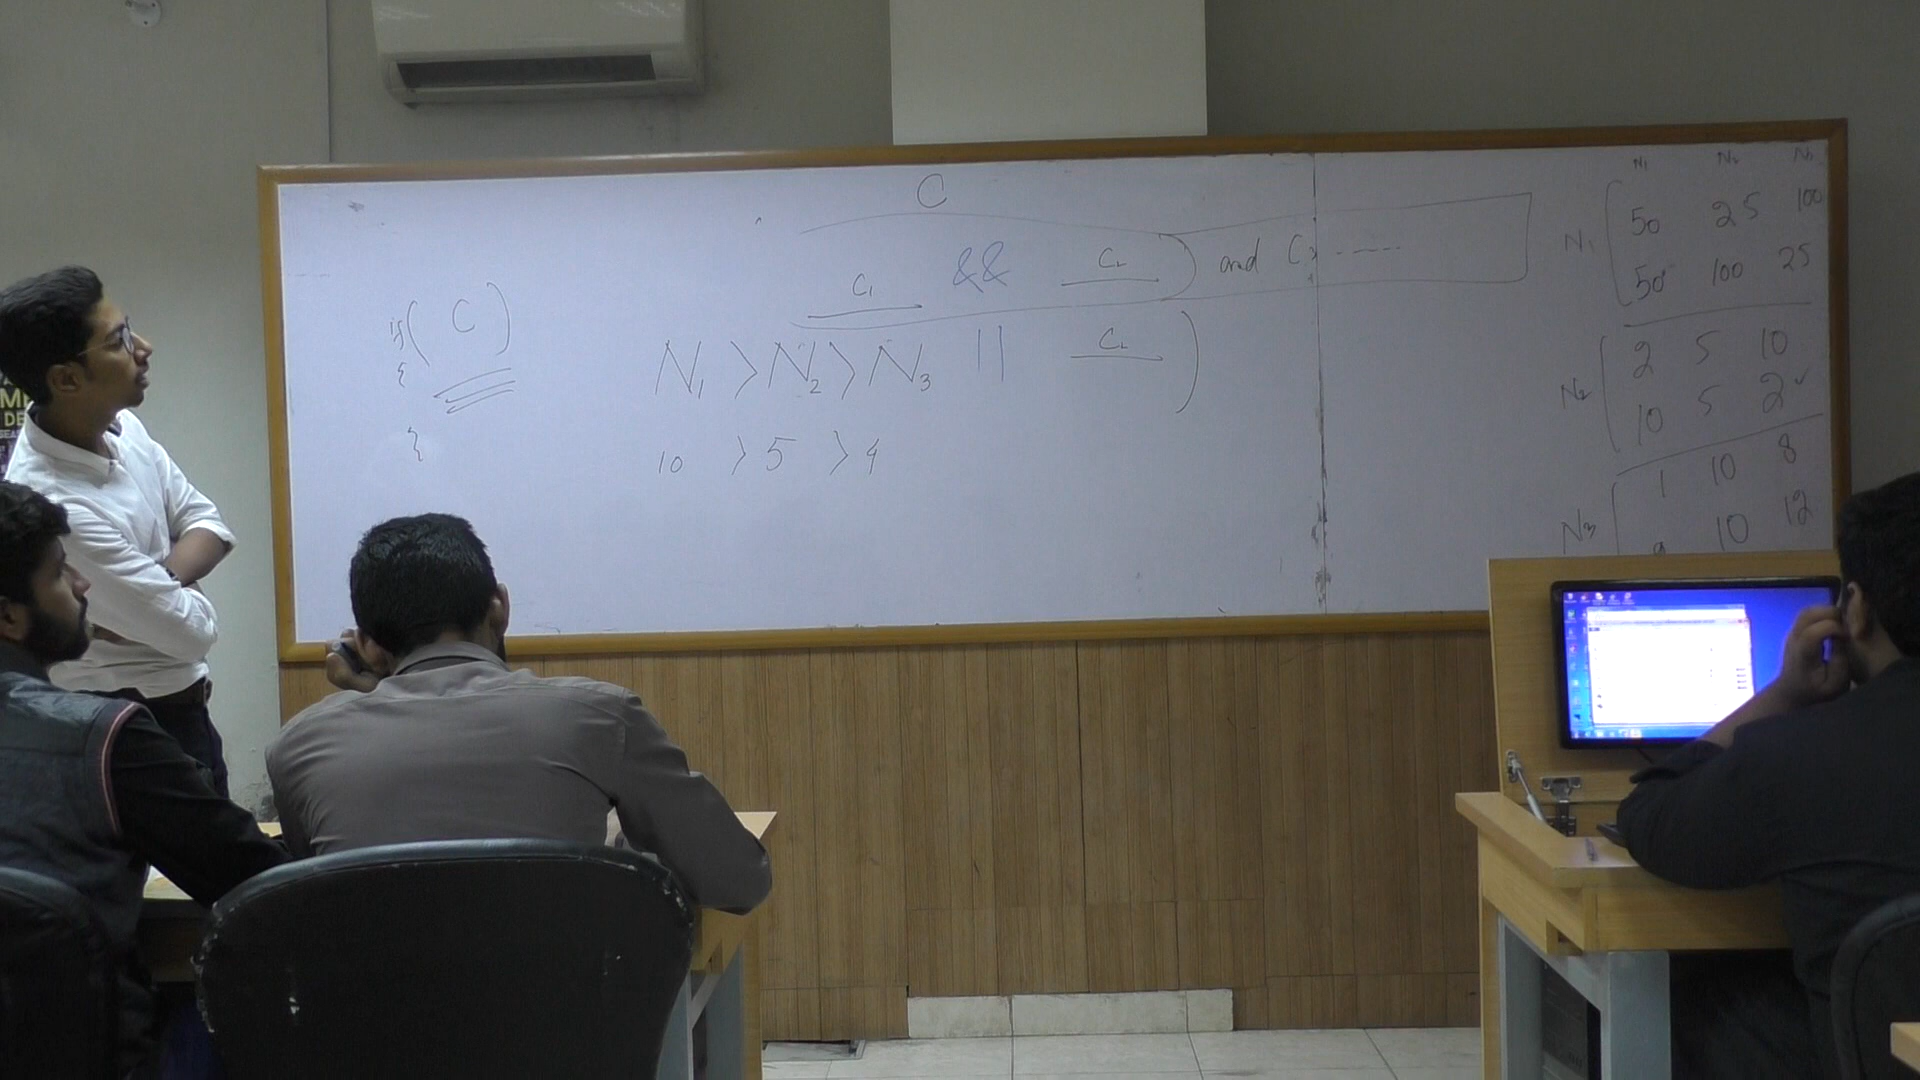 C
C1 && C2 ) and C3 -----
if ( C )
{
}
N1 > N2 > N3 || C2 )
10 > 5 > 4
N1 N2 N3
N1 50 25 100
50 100 25
N2 2 5 10
10 5 2 ✓
N3 1 10 8
10 12
DE